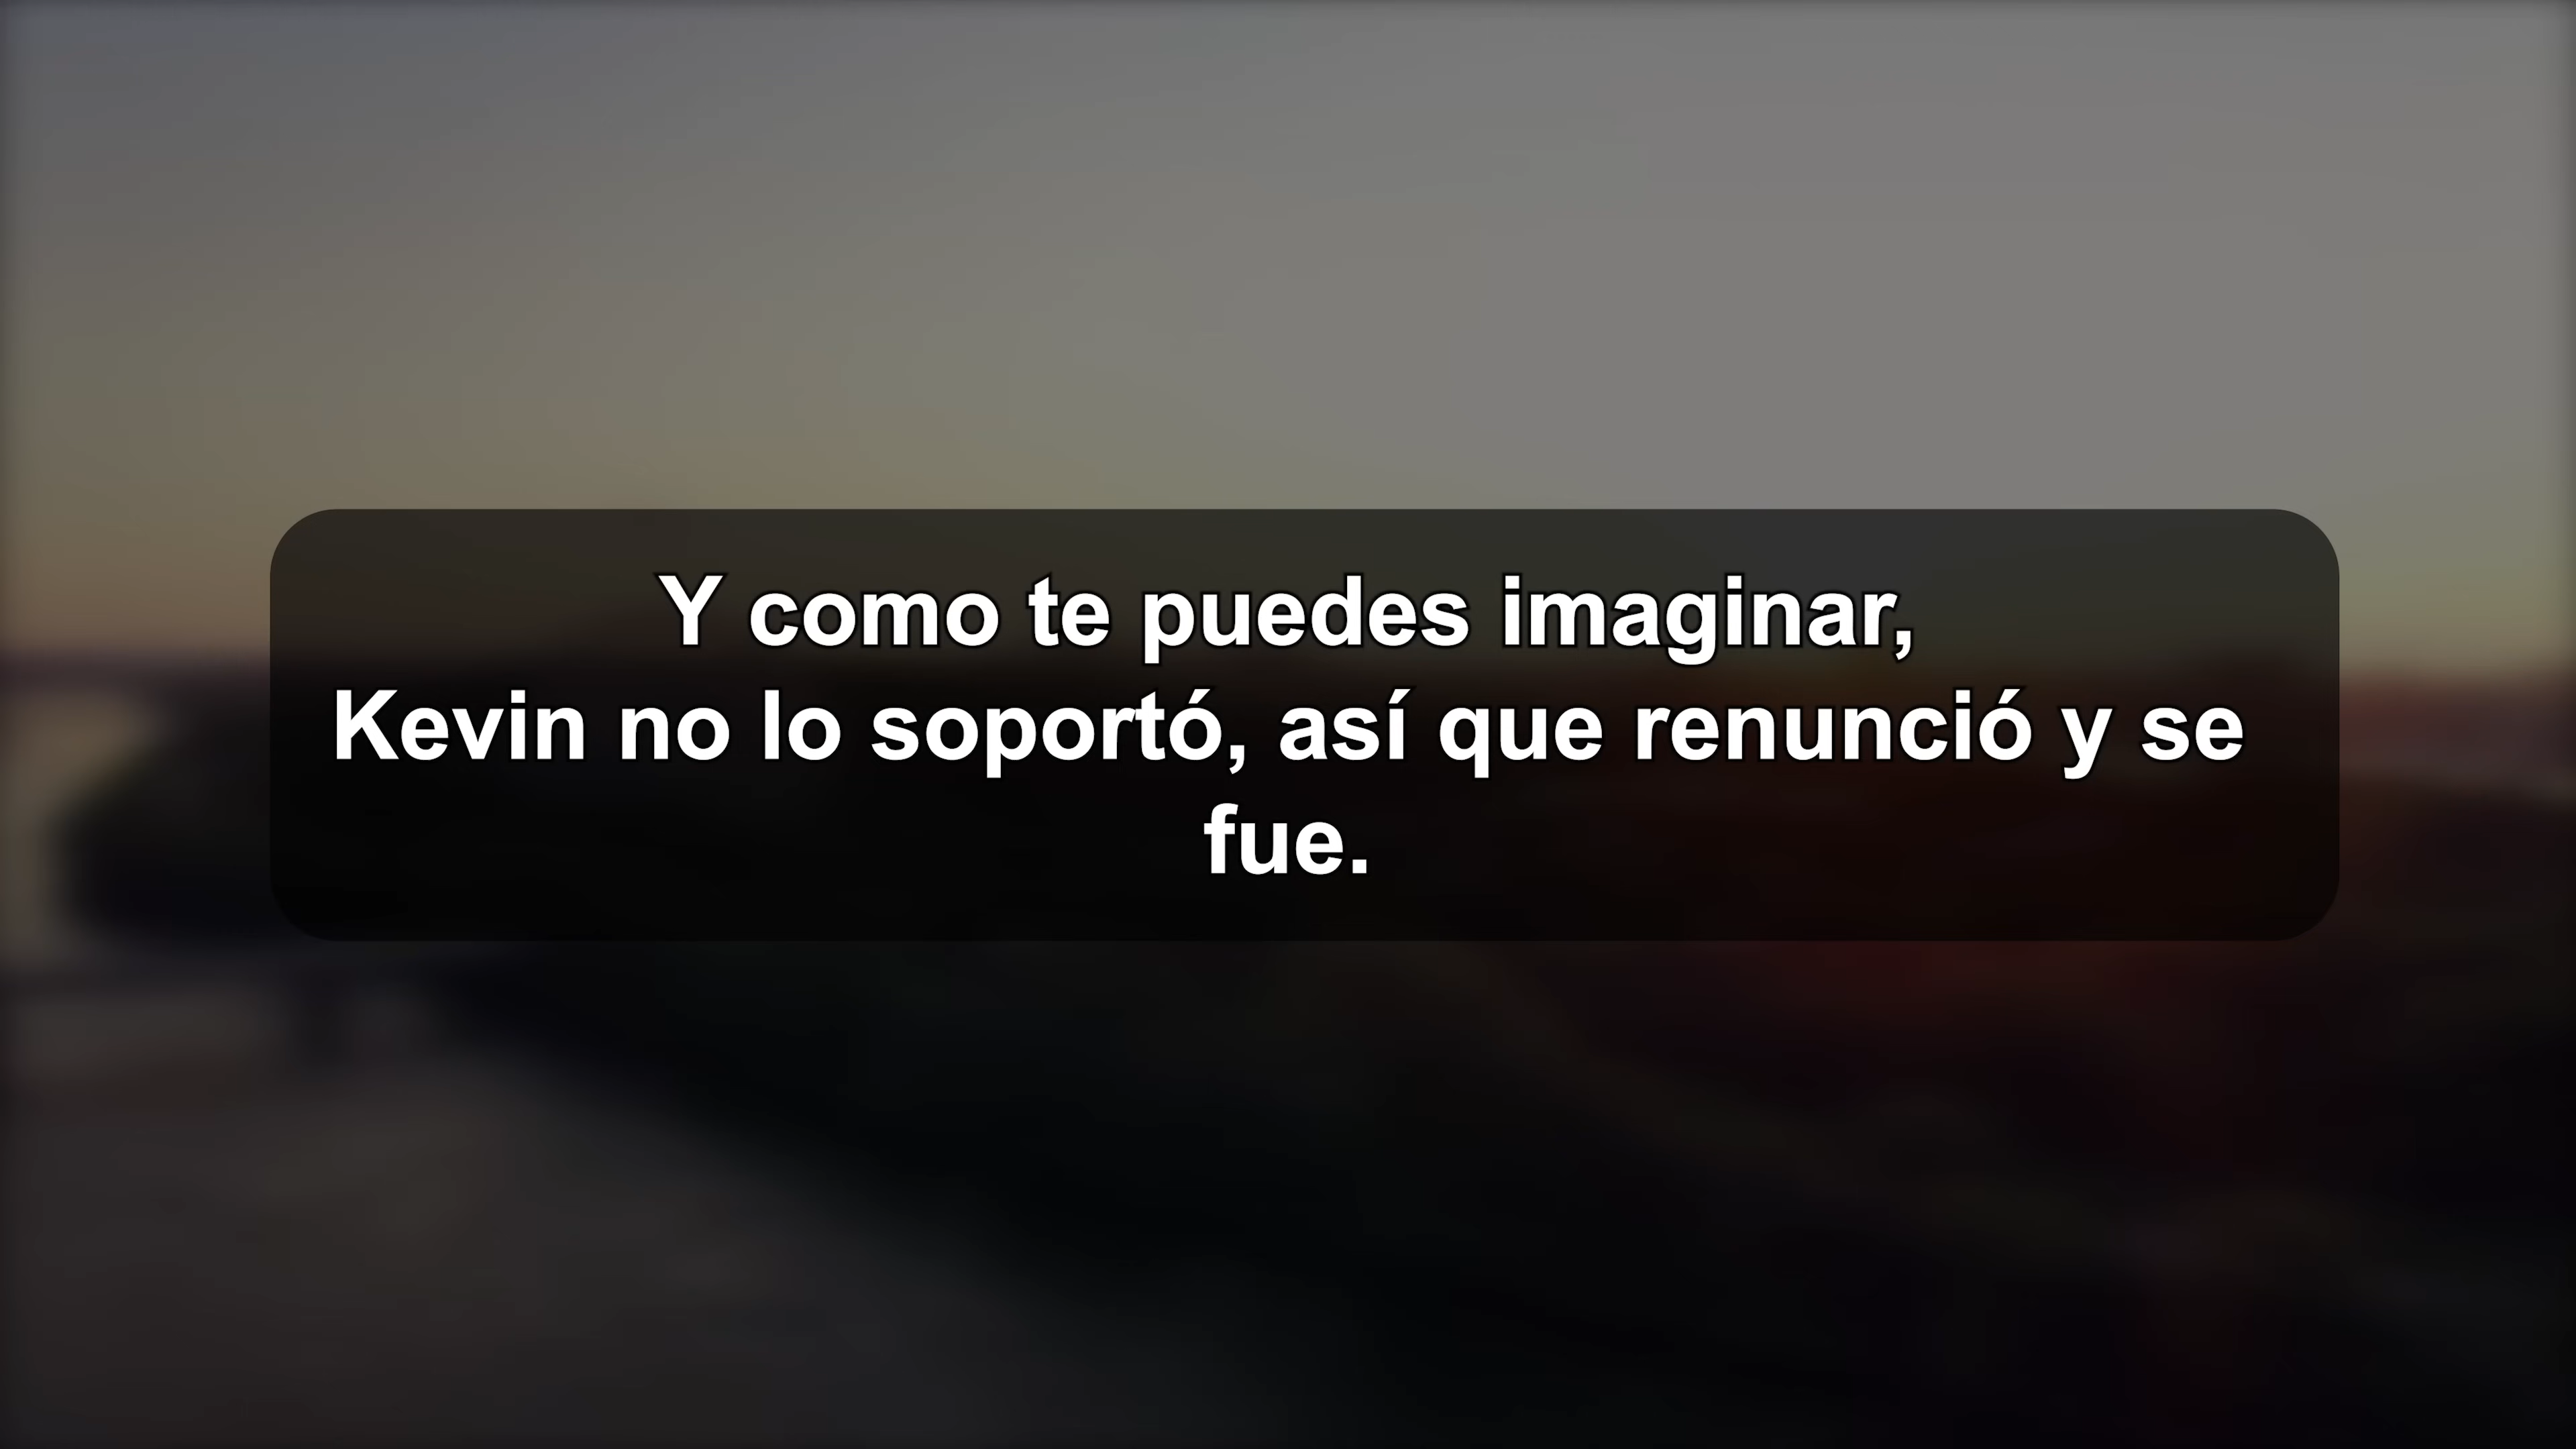 Y como te puedes imaginar,
Kevin no lo soportó, así que renunció y se
fue.